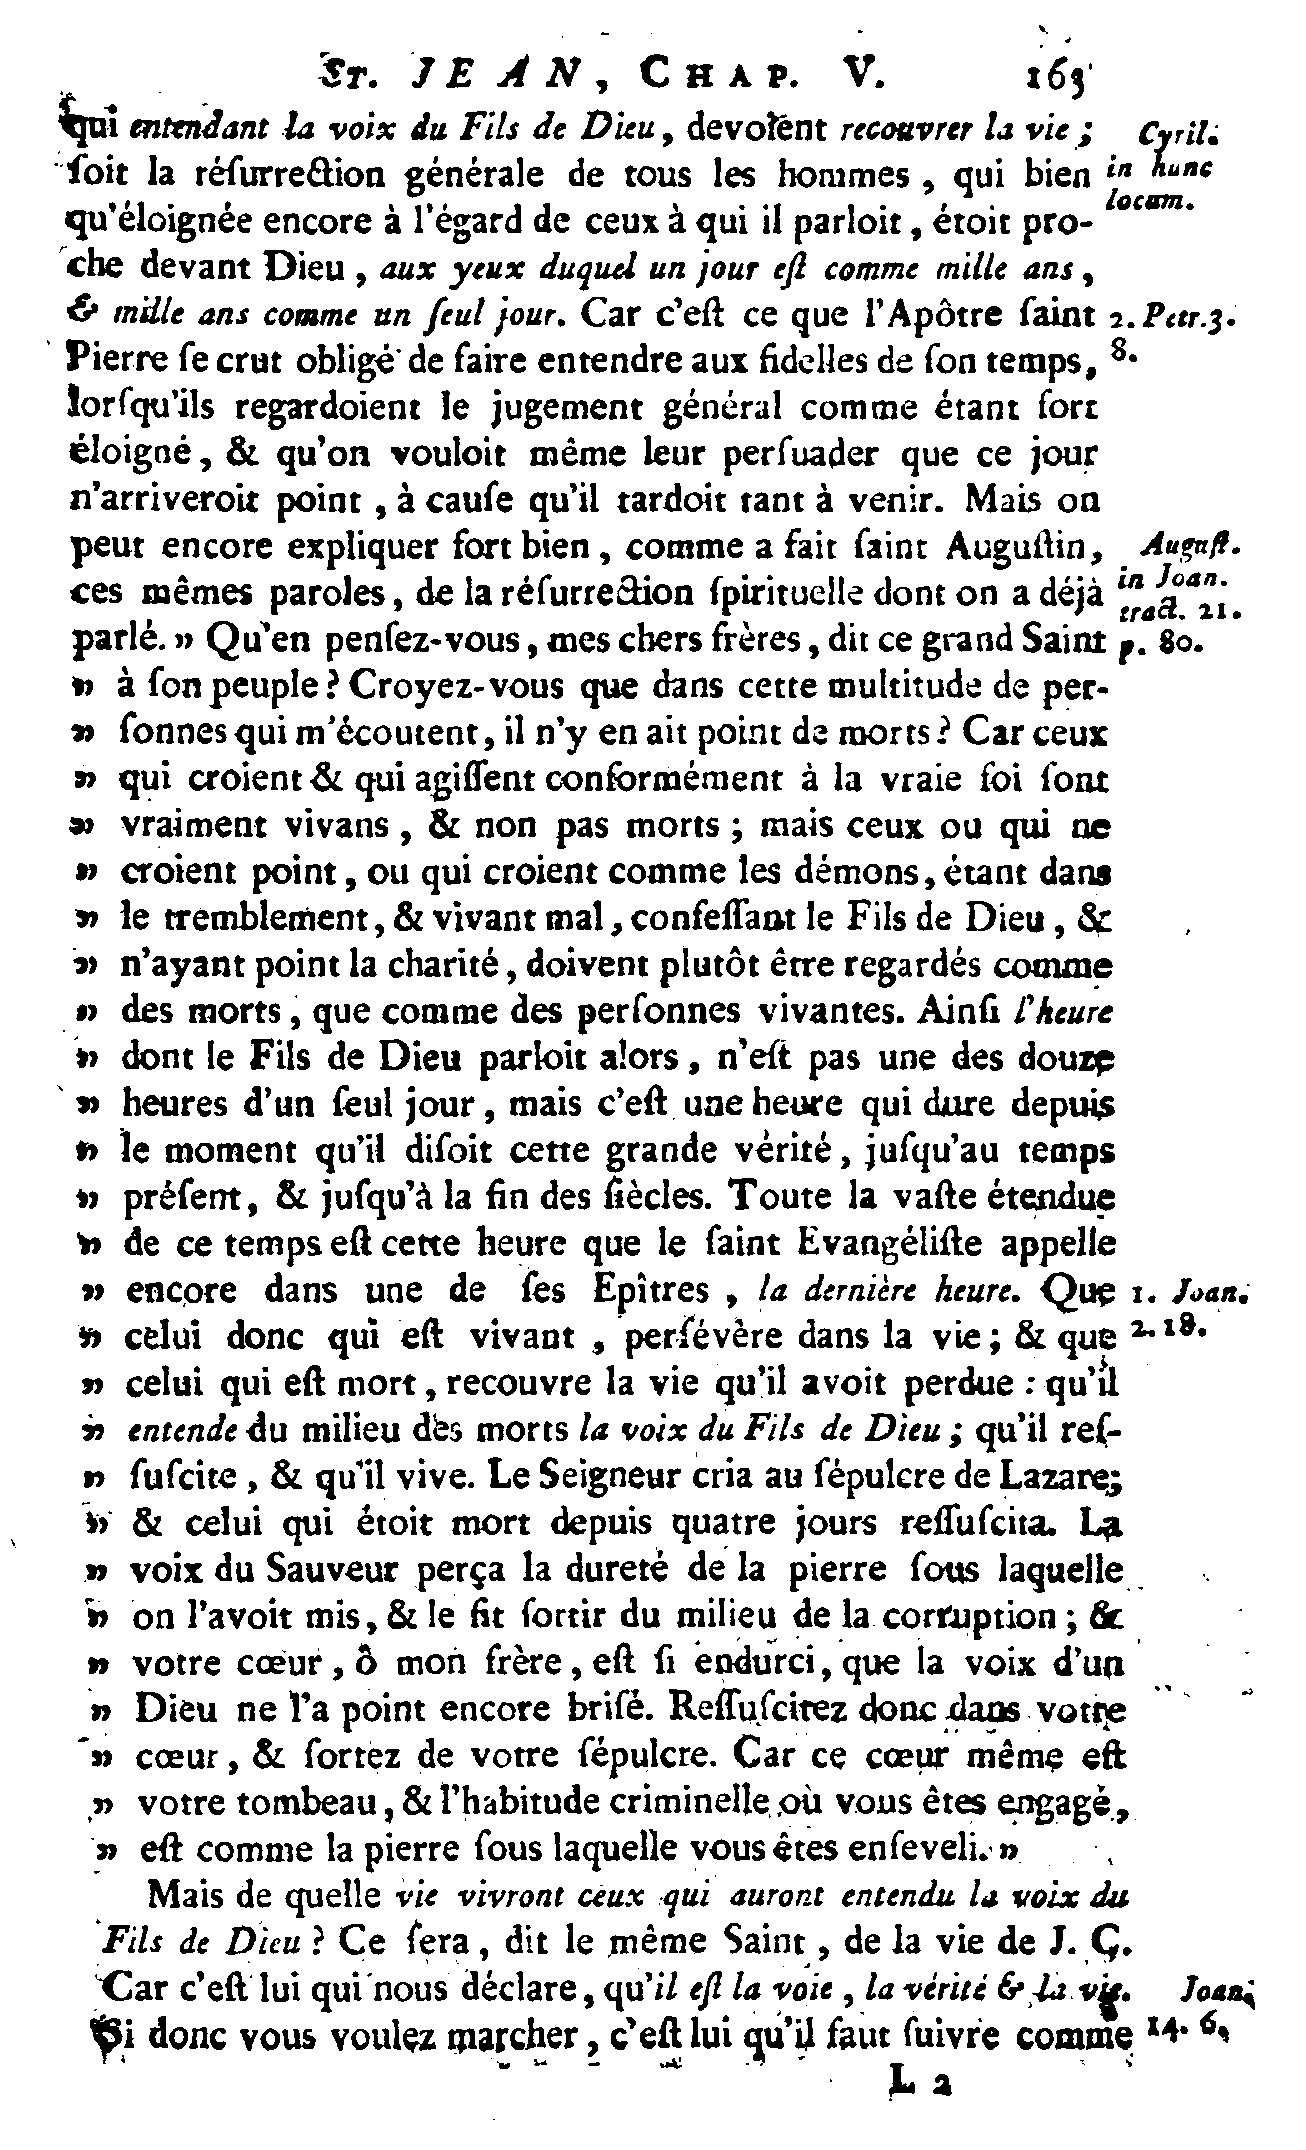 St. JEAN, CHAP. V. 163
qui entendant la voix du Fils de Dieu, devoient recouvrer la vie;
Cyril.
ſoit la réſurrection générale de tous les hommes, qui bien
in hunc
qu'éloignée encore à l'égard de ceux à qui il parloit, étoit pro-
locum.
che devant Dieu, aux yeux duquel un jour eſt comme mille ans,
& mille ans comme un ſeul jour. Car c'eſt ce que l'Apôtre ſaint
2. Petr. 3.
Pierre ſe crut obligé de faire entendre aux fidelles de ſon temps,
8.
lorſqu'ils regardoient le jugement général comme étant fort
éloigné, & qu'on vouloit même leur perſuader que ce jour
n'arriveroit point, à cauſe qu'il tardoit tant à venir. Mais on
peut encore expliquer fort bien, comme a fait ſaint Auguſtin,
Auguſt.
ces mêmes paroles, de la réſurrection ſpirituelle dont on a déjà
in Joan.
tract. 21.
parlé. » Qu'en penſez-vous, mes chers frères, dit ce grand Saint
p. 80.
» à ſon peuple? Croyez-vous que dans cette multitude de per-
» ſonnes qui m'écoutent, il n'y en ait point de morts? Car ceux
» qui croient & qui agiſſent conformément à la vraie foi ſont
» vraiment vivans, & non pas morts; mais ceux ou qui ne
» croient point, ou qui croient comme les démons, étant dans
» le tremblement, & vivant mal, confeſſant le Fils de Dieu, &
» n'ayant point la charité, doivent plutôt être regardés comme
» des morts, que comme des perſonnes vivantes. Ainſi l'heure
» dont le Fils de Dieu parloit alors, n'eſt pas une des douze
» heures d'un ſeul jour, mais c'eſt une heure qui dure depuis
» le moment qu'il diſoit cette grande vérité, juſqu'au temps
» préſent, & juſqu'à la fin des ſiècles. Toute la vaſte étendue
» de ce temps eſt cette heure que le ſaint Evangéliſte appelle
» encore dans une de ſes Epîtres, la dernière heure. Que
1. Joan.
» celui donc qui eſt vivant, perſévère dans la vie; & que
2. 18.
» celui qui eſt mort, recouvre la vie qu'il avoit perdue: qu'il
» entende du milieu des morts la voix du Fils de Dieu; qu'il reſ-
» ſuſcite, & qu'il vive. Le Seigneur cria au ſépulcre de Lazare;
» & celui qui étoit mort depuis quatre jours reſſuſcita. La
» voix du Sauveur perça la dureté de la pierre ſous laquelle
» on l'avoit mis, & le fit ſortir du milieu de la corruption; &
» votre cœur, ô mon frère, eſt ſi endurci, que la voix d'un
» Dieu ne l'a point encore briſé. Reſſuſcitez donc dans votre
» cœur, & ſortez de votre ſépulcre. Car ce cœur même eſt
» votre tombeau, & l'habitude criminelle où vous êtes engagé,
» eſt comme la pierre ſous laquelle vous êtes enſeveli. »
Mais de quelle vie vivront ceux qui auront entendu la voix du
Fils de Dieu? Ce ſera, dit le même Saint, de la vie de J. C.
Car c'eſt lui qui nous déclare, qu'il eſt la voie, la vérité & la vie.
Joan.
Si donc vous voulez marcher, c'eſt lui qu'il faut ſuivre comme
14. 6.
L 2